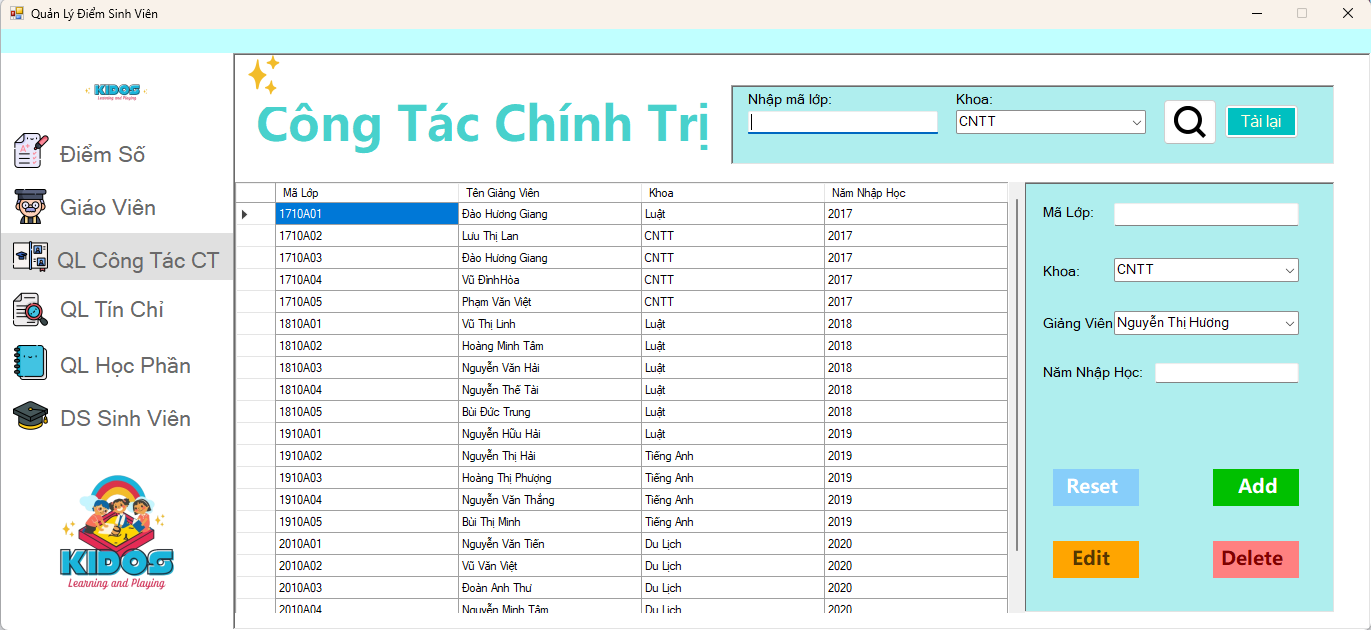 Quản Lý Điểm Sinh Viên
KIDOS
Learning and Playing
Điểm Số
Giáo Viên
QL Công Tác CT
QL Tín Chỉ
QL Học Phần
DS Sinh Viên
KIDOS
Learning and Playing
Công Tác Chính Trị
Nhập mã lớp: Khoa:
CNTT Tải lại
Mã Lớp Tên Giảng Viên Khoa Năm Nhập Học
1710A01 Đào Hương Giang Luật 2017
1710A02 Lưu Thị Lan CNTT 2017
1710A03 Đào Hương Giang CNTT 2017
1710A04 Vũ ĐìnhHòa CNTT 2017
1710A05 Phạm Văn Việt CNTT 2017
1810A01 Vũ Thị Linh Luật 2018
1810A02 Hoàng Minh Tâm Luật 2018
1810A03 Nguyễn Văn Hải Luật 2018
1810A04 Nguyễn Thế Tài Luật 2018
1810A05 Bùi Đức Trung Luật 2018
1910A01 Nguyễn Hữu Hải Luật 2019
1910A02 Nguyễn Thị Hải Tiếng Anh 2019
1910A03 Hoàng Thị Phượng Tiếng Anh 2019
1910A04 Nguyễn Văn Thắng Tiếng Anh 2019
1910A05 Bùi Thị Minh Tiếng Anh 2019
2010A01 Nguyễn Văn Tiến Du Lịch 2020
2010A02 Vũ Văn Việt Du Lịch 2020
2010A03 Đoàn Anh Thư Du Lịch 2020
2010A04 Nguyễn Minh Tâm Du Lịch 2020
Mã Lớp:
Khoa: CNTT
Giảng Viên Nguyễn Thị Hương
Năm Nhập Học:
Reset Add
Edit Delete